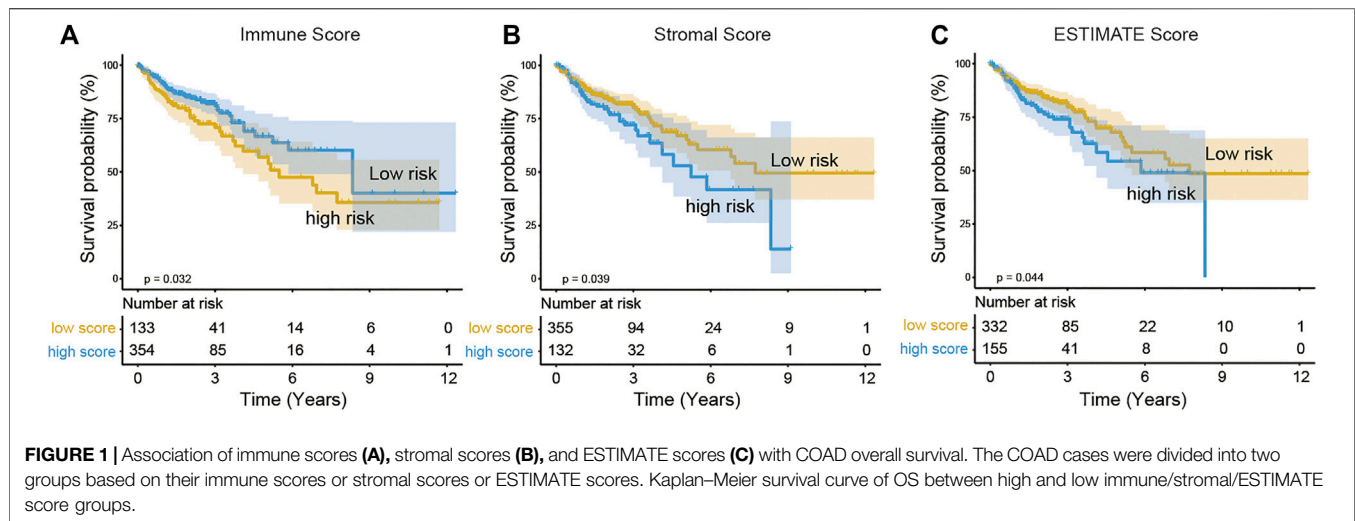 A Immune Score
Survival probability (%)
100
75
50
25
0
Low risk
high risk
p = 0.032
Number at risk
low score 133 41 14 6 0
high score 354 85 16 4 1
0 3 6 9 12
Time (Years)
B Stromal Score
Survival probability (%)
100
75
50
25
0
Low risk
high risk
p = 0.039
Number at risk
low score 355 94 24 9 1
high score 132 32 6 1 0
0 3 6 9 12
Time (Years)
C ESTIMATE Score
Survival probability (%)
100
75
50
25
0
Low risk
high risk
p = 0.044
Number at risk
low score 332 85 22 10 1
high score 155 41 8 0 0
0 3 6 9 12
Time (Years)
FIGURE 1 | Association of immune scores (A), stromal scores (B), and ESTIMATE scores (C) with COAD overall survival. The COAD cases were divided into two
groups based on their immune scores or stromal scores or ESTIMATE scores. Kaplan–Meier survival curve of OS between high and low immune/stromal/ESTIMATE
score groups.